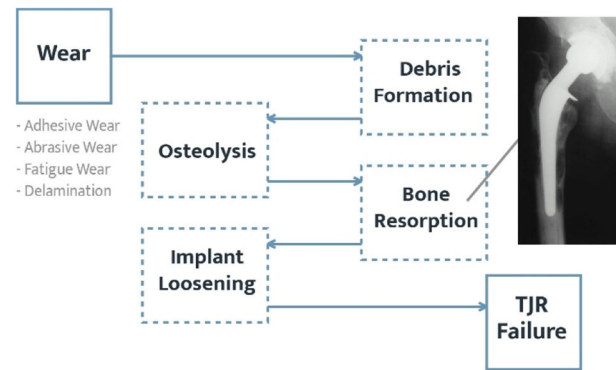 Wear
- Adhesive Wear
- Abrasive Wear
- Fatigue Wear
- Delamination
Debris
Formation
Osteolysis
Bone
Resorption
Implant
Loosening
TJR
Failure